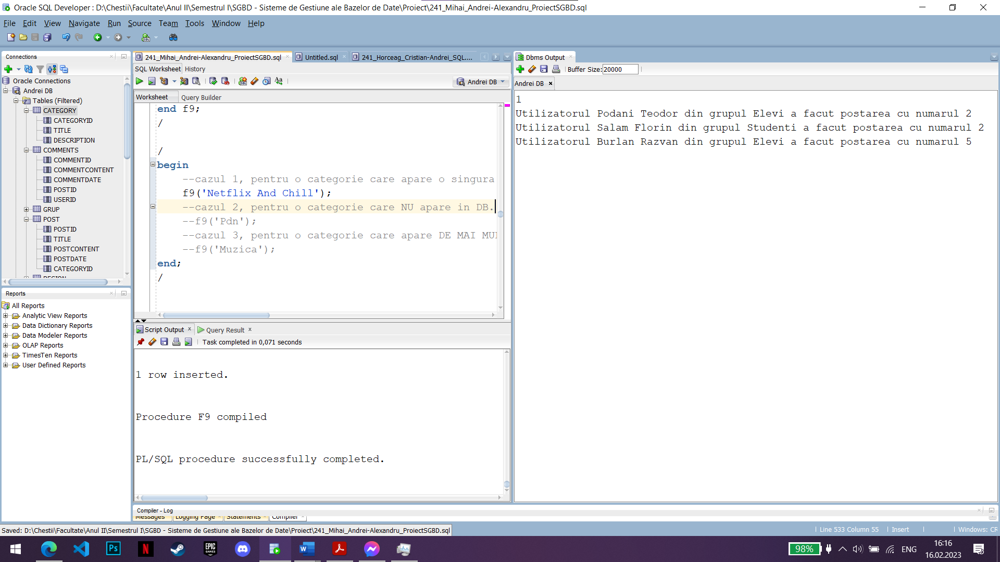 Oracle SQL Developer : D:\Chestii\Facultate\Anul II\Semestrul I\SGBD - Sisteme de Gestiune ale Bazelor de Date\Proiect\241_Mihai_Andrei-Alexandru_ProiectSGBD.sql
File Edit View Navigate Run Source Team Tools Window Help
Connections
Oracle Connections
Andrei DB
Tables (Filtered)
CATEGORY
CATEGORYID
TITLE
DESCRIPTION
COMMENTS
COMMENTID
COMMENTCONTENT
COMMENTDATE
POSTID
USERID
GRUP
POST
POSTID
TITLE
POSTCONTENT
POSTDATE
CATEGORYID
REGION
Reports
All Reports
Analytic View Reports
Data Dictionary Reports
Data Modeler Reports
OLAP Reports
TimesTen Reports
User Defined Reports
241_Mihai_Andrei-Alexandru_ProiectSGBD.sql Untitled.sql 241_Horceag_Cristian-Andrei_SQL....
SQL Worksheet History
Andrei DB
Worksheet Query Builder
end f9;
/
/
begin
--cazul 1, pentru o categorie care apare o singura
f9('Netflix And Chill');
--cazul 2, pentru o categorie care NU apare in DB.
--f9('Pdn');
--cazul 3, pentru o categorie care apare DE MAI MUL
--f9('Muzica');
end;
/
Script Output Query Result
Task completed in 0,071 seconds
1 row inserted.
Procedure F9 compiled
PL/SQL procedure successfully completed.
Dbms Output
Buffer Size: 20000
Andrei DB
1
Utilizatorul Podani Teodor din grupul Elevi a facut postarea cu numarul 2
Utilizatorul Salam Florin din grupul Studenti a facut postarea cu numarul 2
Utilizatorul Burlan Razvan din grupul Elevi a facut postarea cu numarul 5
Compiler - Log
Messages Logging Page Statements Compiler
Saved: D:\Chestii\Facultate\Anul II\Semestrul I\SGBD - Sisteme de Gestiune ale Bazelor de Date\Proiect\241_Mihai_Andrei-Alexandru_ProiectSGBD.sql
Line 533 Column 55 Insert Windows: CR
Ps N EPIC GAMES
98% ENG
16:16
16.02.2023